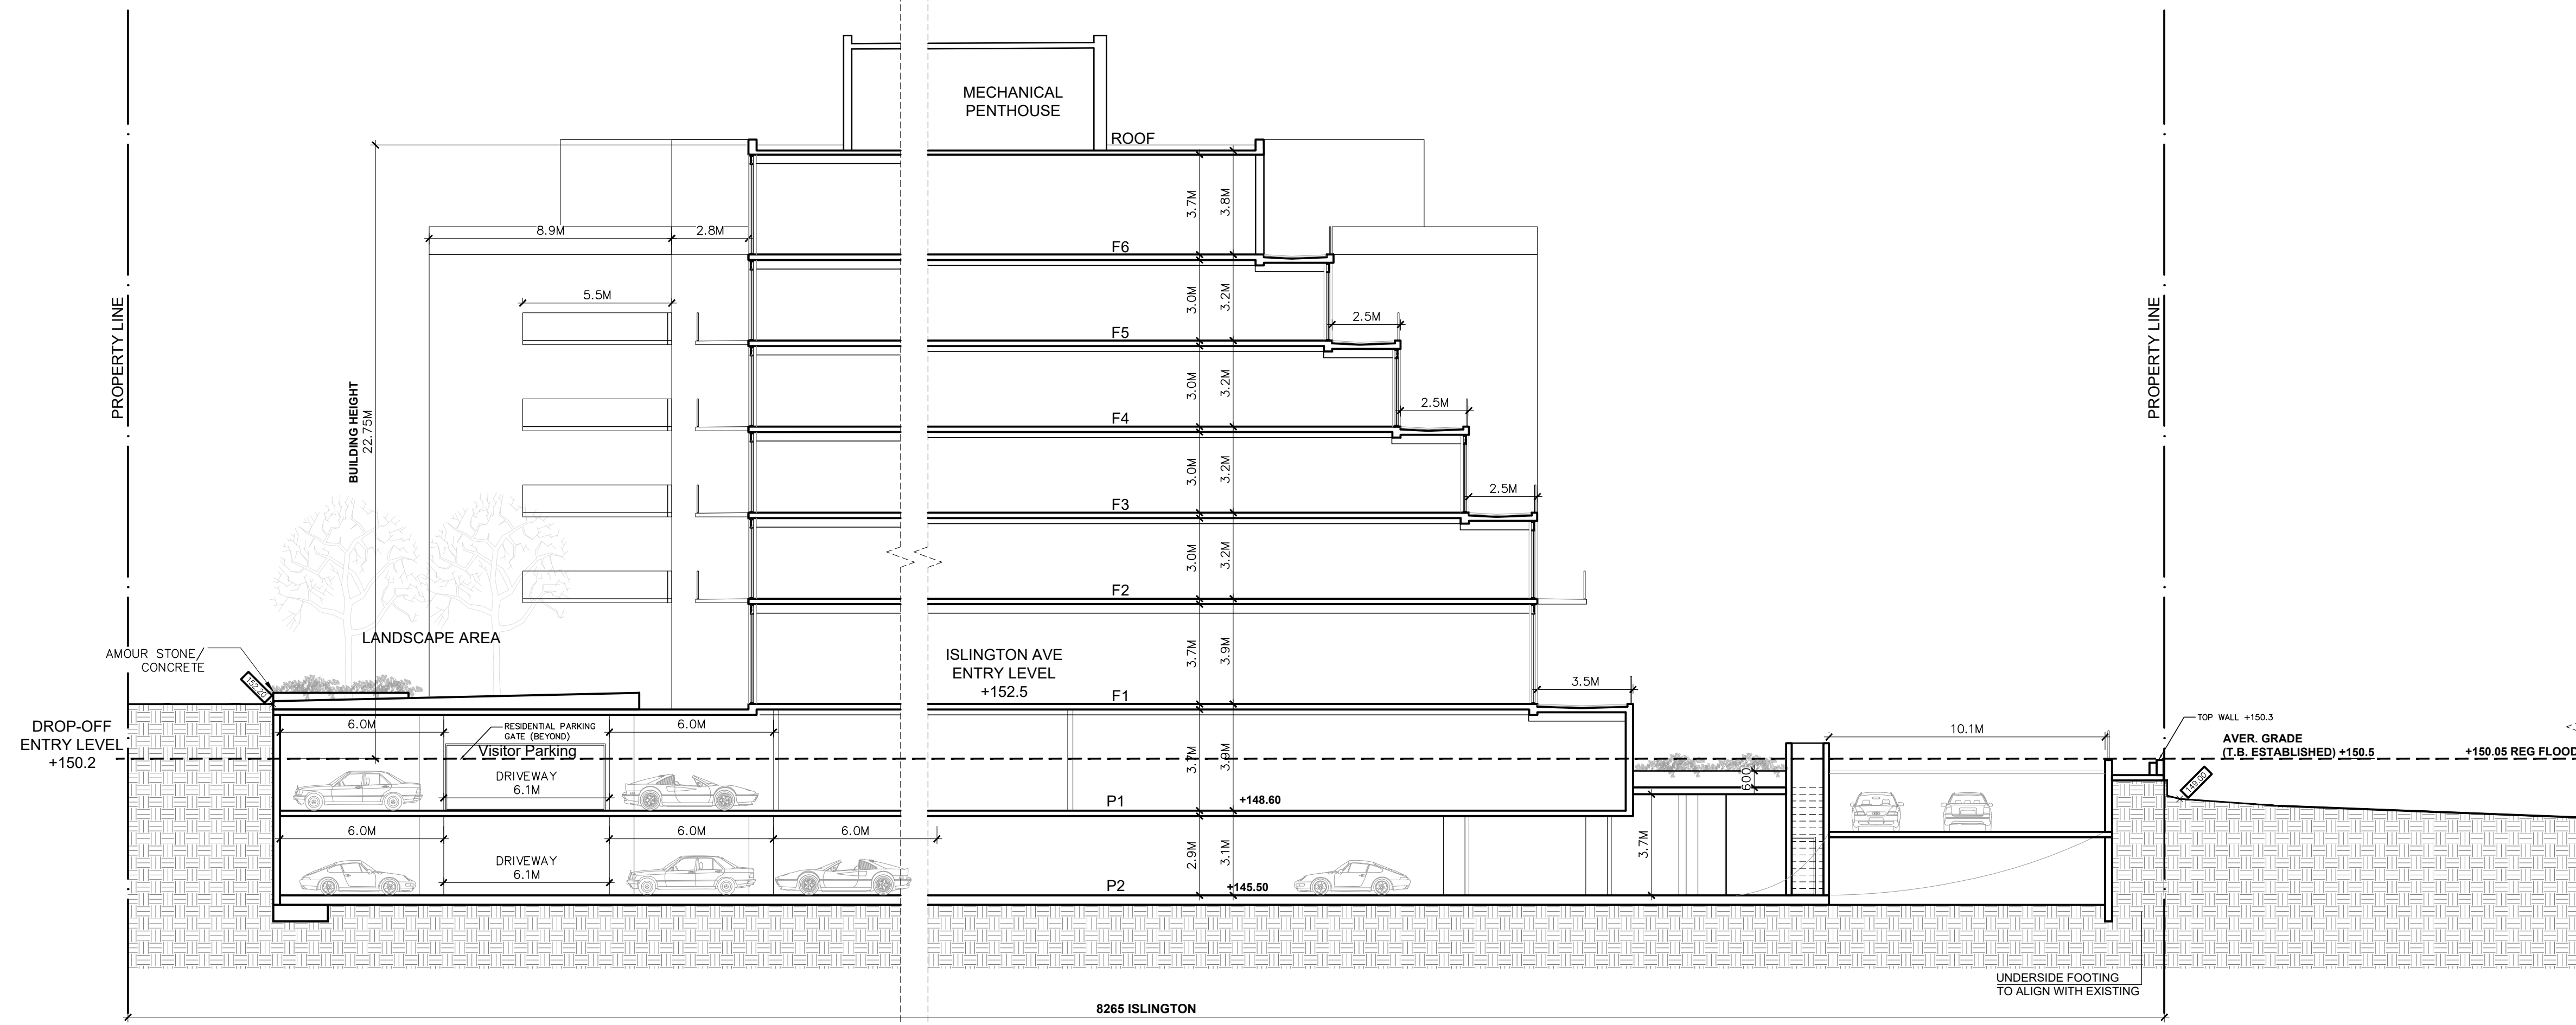 MECHANICAL
PENTHOUSE
ROOF
3.7M
3.8M
8.9M
2.8M
F6
5.5M
3.0M
3.2M
2.5M
PROPERTY LINE
PROPERTY LINE
F5
BUILDING HEIGHT
22.75M
3.0M
3.2M
2.5M
F4
3.0M
3.2M
2.5M
F3
3.0M
3.2M
F2
LANDSCAPE AREA
AMOUR STONE/
CONCRETE
152.20
ISLINGTON AVE
ENTRY LEVEL
+152.5
3.7M
3.9M
F1
3.5M
DROP-OFF
ENTRY LEVEL
+150.2
6.0M
RESIDENTIAL PARKING
GATE (BEYOND)
Visitor Parking
6.0M
DRIVEWAY
6.1M
3.7M
3.9M
10.1M
TOP WALL +150.3
AVER. GRADE
(T.B. ESTABLISHED) +150.5
+150.05 REG FLOOD
600
149.00
P1
+148.60
6.0M
6.0M
6.0M
DRIVEWAY
6.1M
2.9M
3.1M
3.7M
P2
+145.50
UNDERSIDE FOOTING
TO ALIGN WITH EXISTING
8265 ISLINGTON